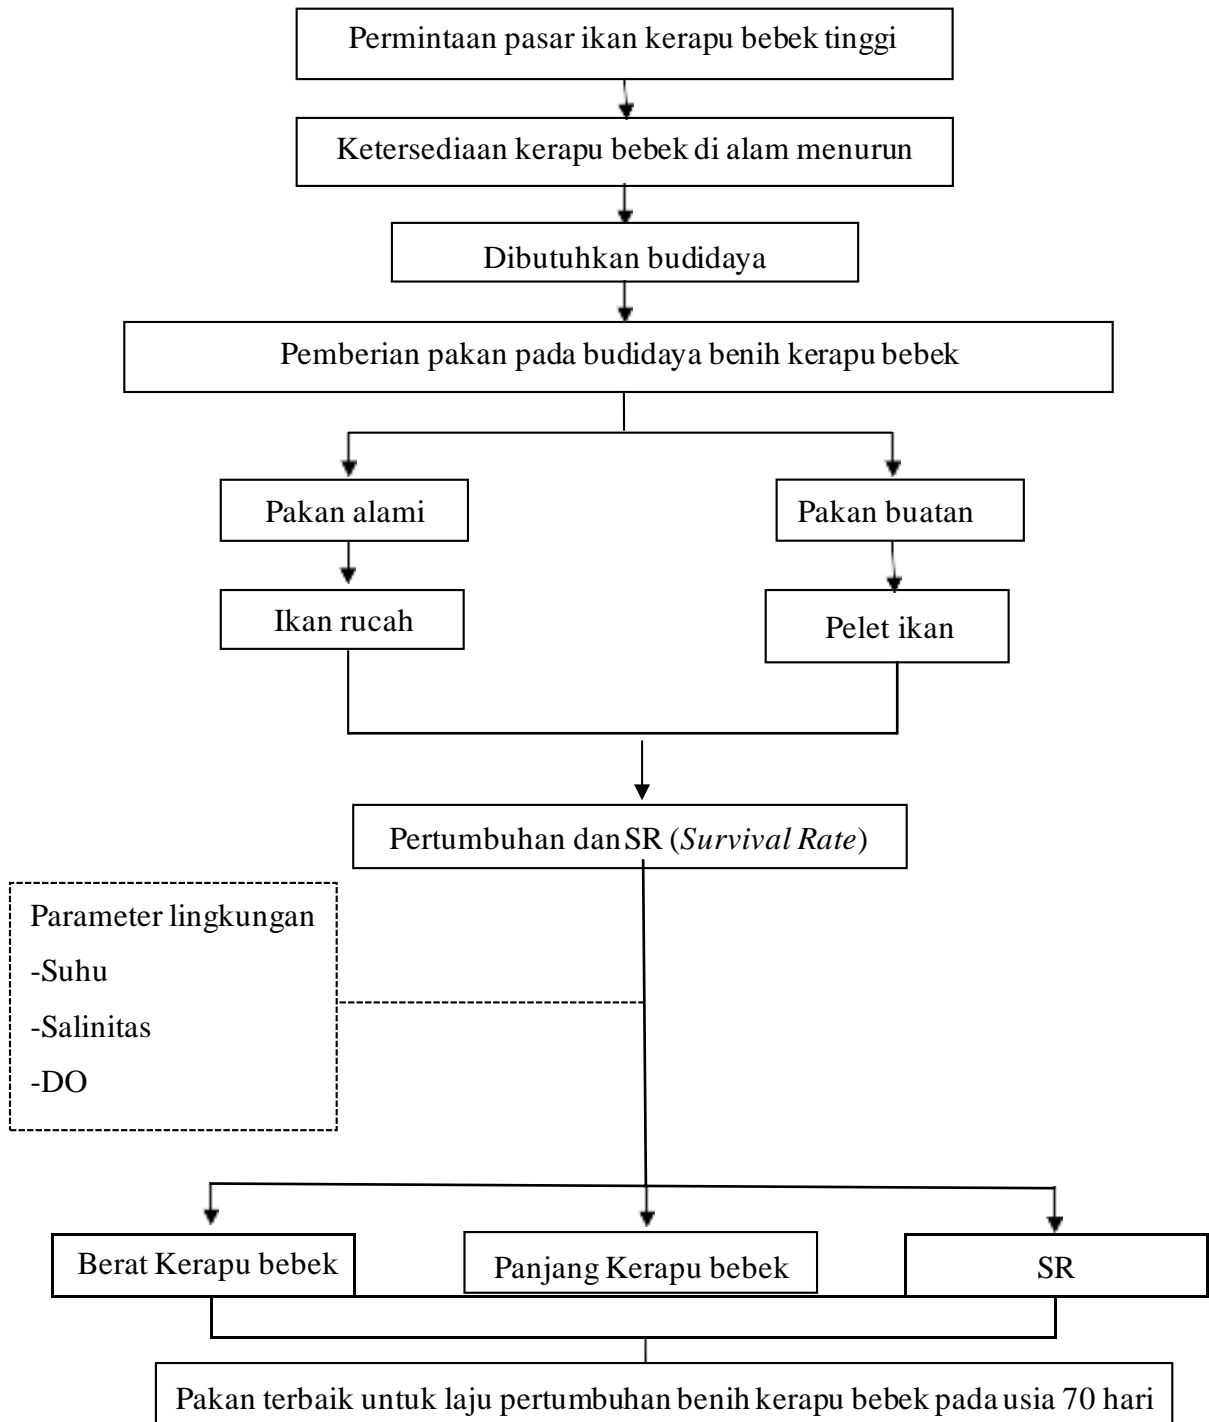 Permintaan pasar ikan kerapu bebek tinggi
Ketersediaan kerapu bebek di alam menurun
Dibutuhkan budidaya
Pemberian pakan pada budidaya benih kerapu bebek
Pakan alami
Pakan buatan
Ikan rucah
Pelet ikan
Pertumbuhan dan SR (Survival Rate)
Parameter lingkungan
-Suhu
-Salinitas
-DO
Berat Kerapu bebek
Panjang Kerapu bebek
SR
Pakan terbaik untuk laju pertumbuhan benih kerapu bebek pada usia 70 hari